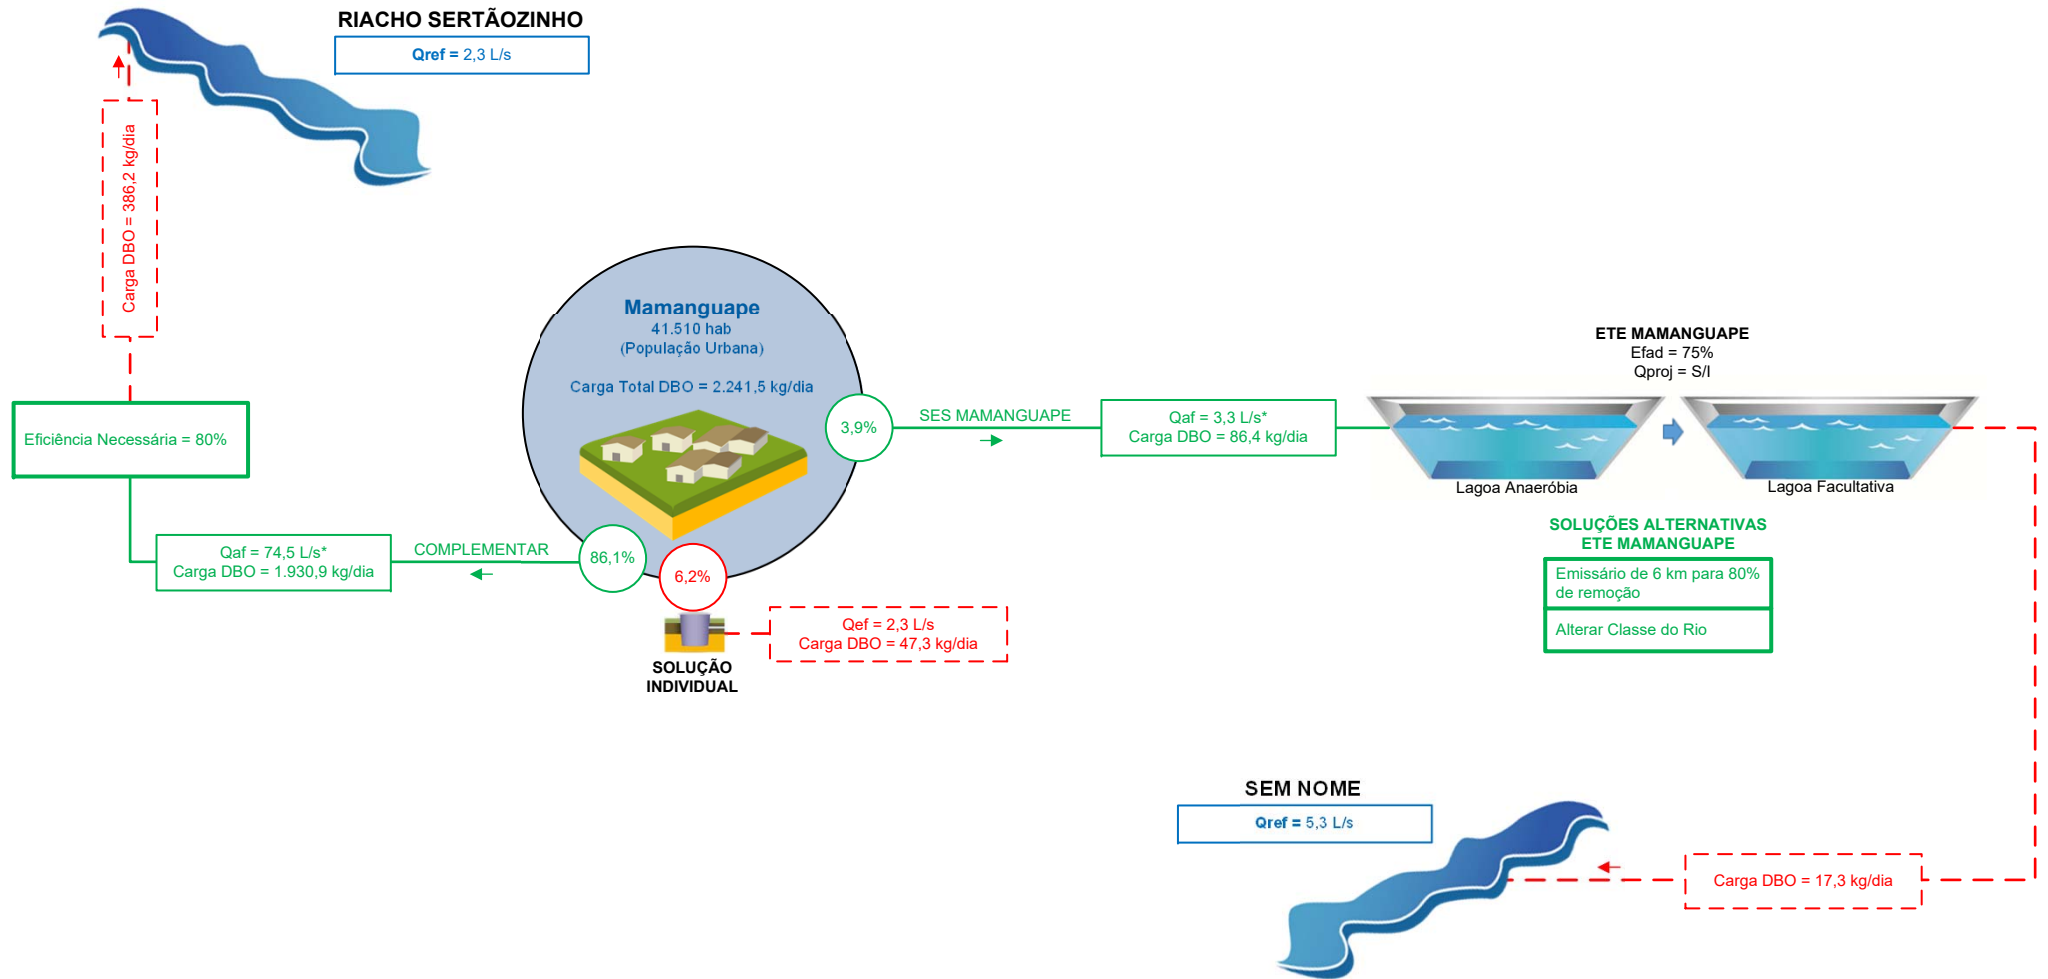 RIACHO SERTÃOZINHO
Qref = 2,3 L/s
Carga DBO = 386,2 kg/dia
Eficiência Necessária = 80%
Qaf = 74,5 L/s*
Carga DBO = 1.930,9 kg/dia
COMPLEMENTAR
86,1%
Mamanguape
41.510 hab
(População Urbana)
Carga Total DBO = 2.241,5 kg/dia
3,9%
6,2%
SOLUÇÃO
INDIVIDUAL
Qef = 2,3 L/s
Carga DBO = 47,3 kg/dia
SES MAMANGUAPE
Qaf = 3,3 L/s*
Carga DBO = 86,4 kg/dia
ETE MAMANGUAPE
Efad = 75%
Qproj = S/I
Lagoa Anaeróbia
Lagoa Facultativa
SOLUÇÕES ALTERNATIVAS
ETE MAMANGUAPE
Emissário de 6 km para 80%
de remoção
Alterar Classe do Rio
SEM NOME
Qref = 5,3 L/s
Carga DBO = 17,3 kg/dia